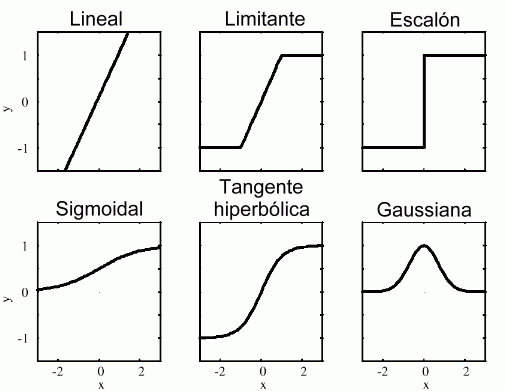 Lineal
Limitante
Escalón
1
0
-1
y
Sigmoidal
Tangente
hiperbólica
Gaussiana
1
0
-1
y
-2 0 2
x
-2 0 2
x
-2 0 2
x